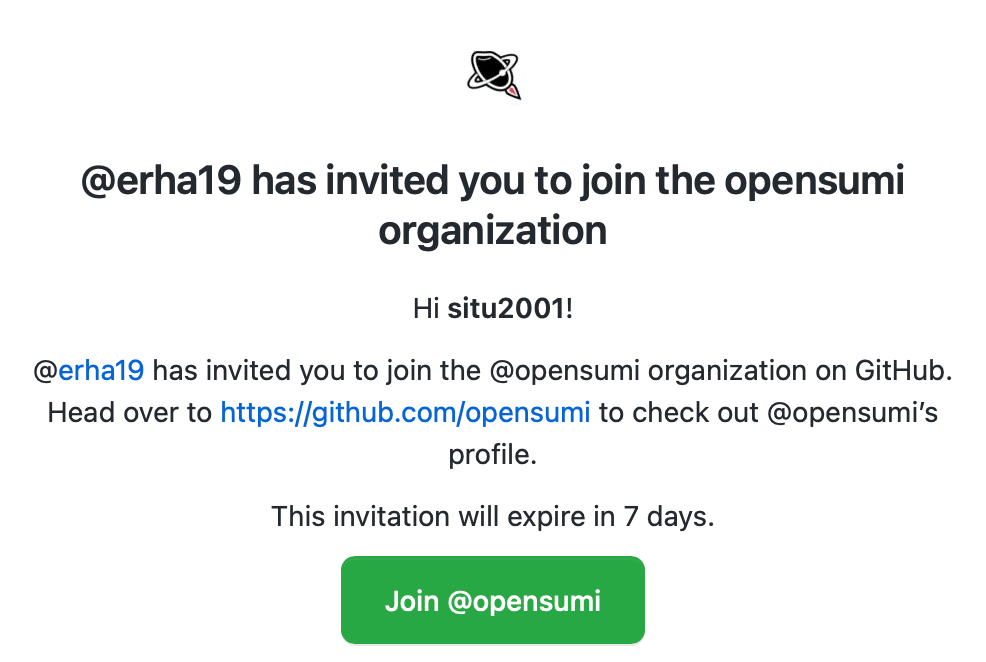 @erha19 has invited you to join the opensumi
organization
Hi situ2001!
@erha19 has invited you to join the @opensumi organization on GitHub.
Head over to https://github.com/opensumi to check out @opensumi’s
profile.
This invitation will expire in 7 days.
Join @opensumi